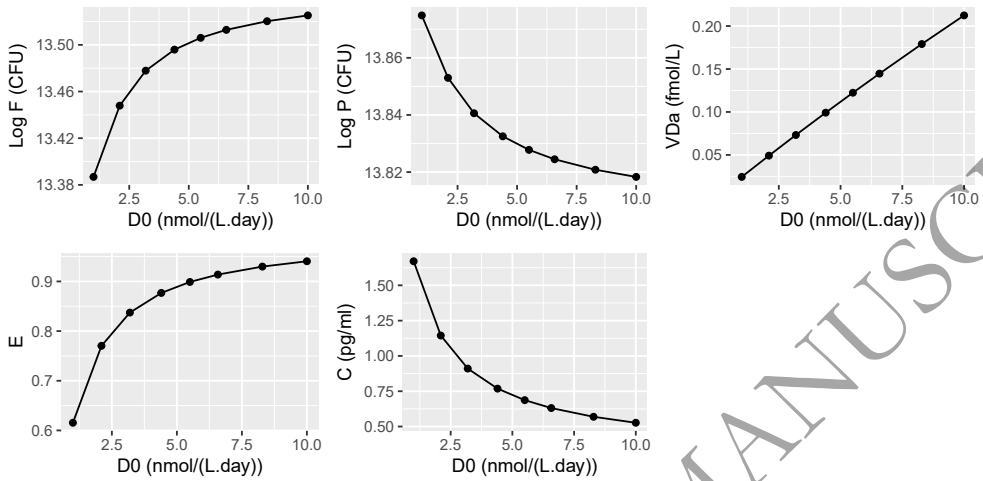 Log F (CFU)
13.50
13.46
13.42
13.38
2.5 5.0 7.5 10.0
D0 (nmol/(L.day))
Log P (CFU)
13.86
13.84
13.82
2.5 5.0 7.5 10.0
D0 (nmol/(L.day))
VDa (fmol/L)
0.20
0.15
0.10
0.05
2.5 5.0 7.5 10.0
D0 (nmol/(L.day))
E
0.9
0.8
0.7
0.6
2.5 5.0 7.5 10.0
D0 (nmol/(L.day))
C (pg/ml)
1.50
1.25
1.00
0.75
0.50
2.5 5.0 7.5 10.0
D0 (nmol/(L.day))